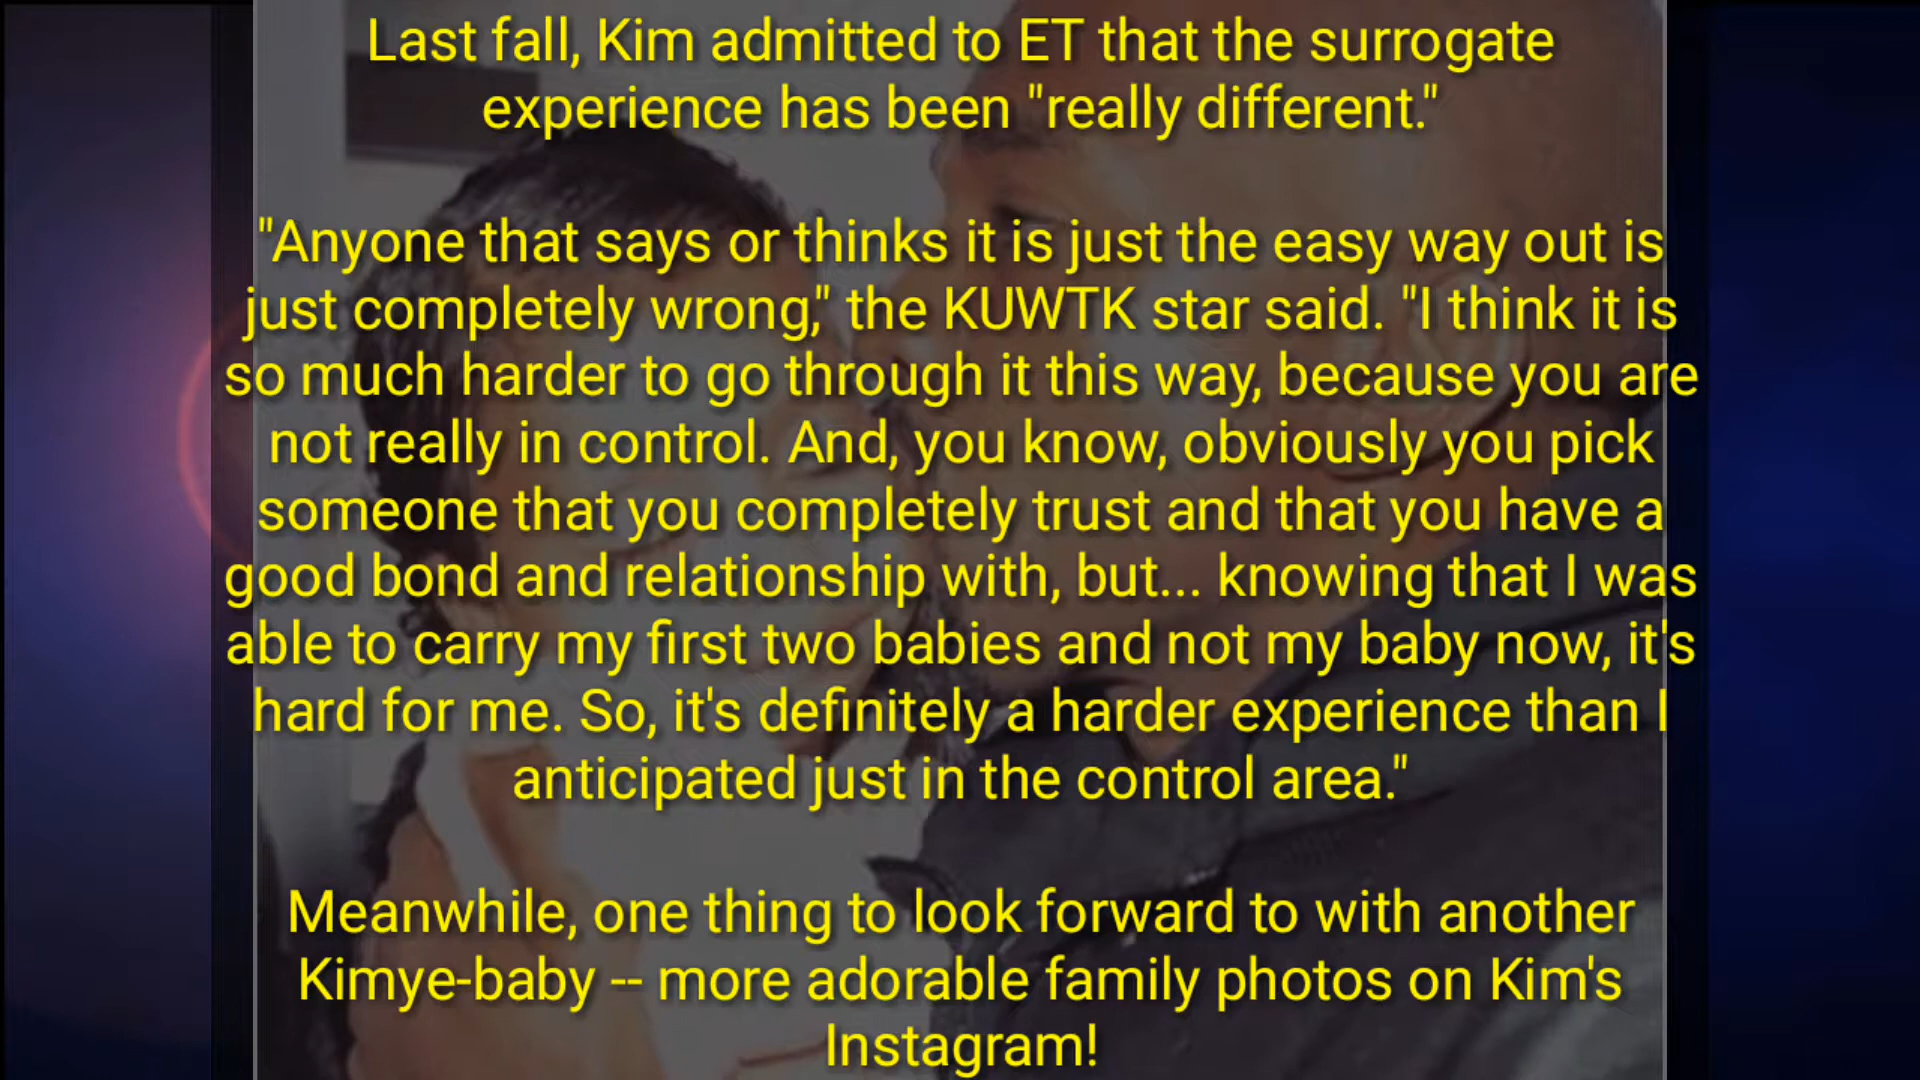 Last fall, Kim admitted to ET that the surrogate
experience has been "really different."
"Anyone that says or thinks it is just the easy way out is
just completely wrong," the KUWTK star said. "I think it is
so much harder to go through it this way, because you are
not really in control. And, you know, obviously you pick
someone that you completely trust and that you have a
good bond and relationship with, but... knowing that I was
able to carry my first two babies and not my baby now, it's
hard for me. So, it's definitely a harder experience than I
anticipated just in the control area."
Meanwhile, one thing to look forward to with another
Kimye-baby -- more adorable family photos on Kim's
Instagram!